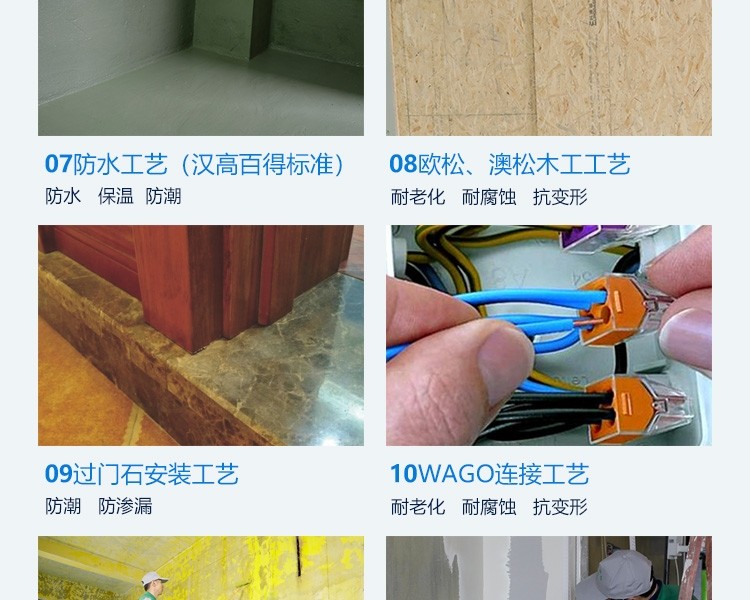 07防水工艺（汉高百得标准）
防水 保温 防潮
08欧松、澳松木工工艺
耐老化 耐腐蚀 抗变形
09过门石安装工艺
防潮 防渗漏
10WAGO连接工艺
耐老化 耐腐蚀 抗变形